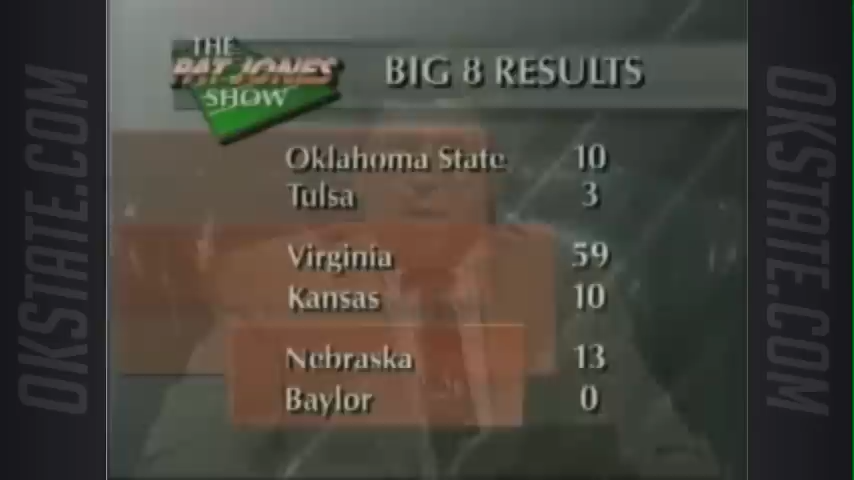 THE
PAT JONES
SHOW
BIG 8 RESULTS
Oklahoma State 10
Tulsa 3
Virginia 59
Kansas 10
Nebraska 13
Baylor 0
OKSTATE.COM
OKSTATE.COM